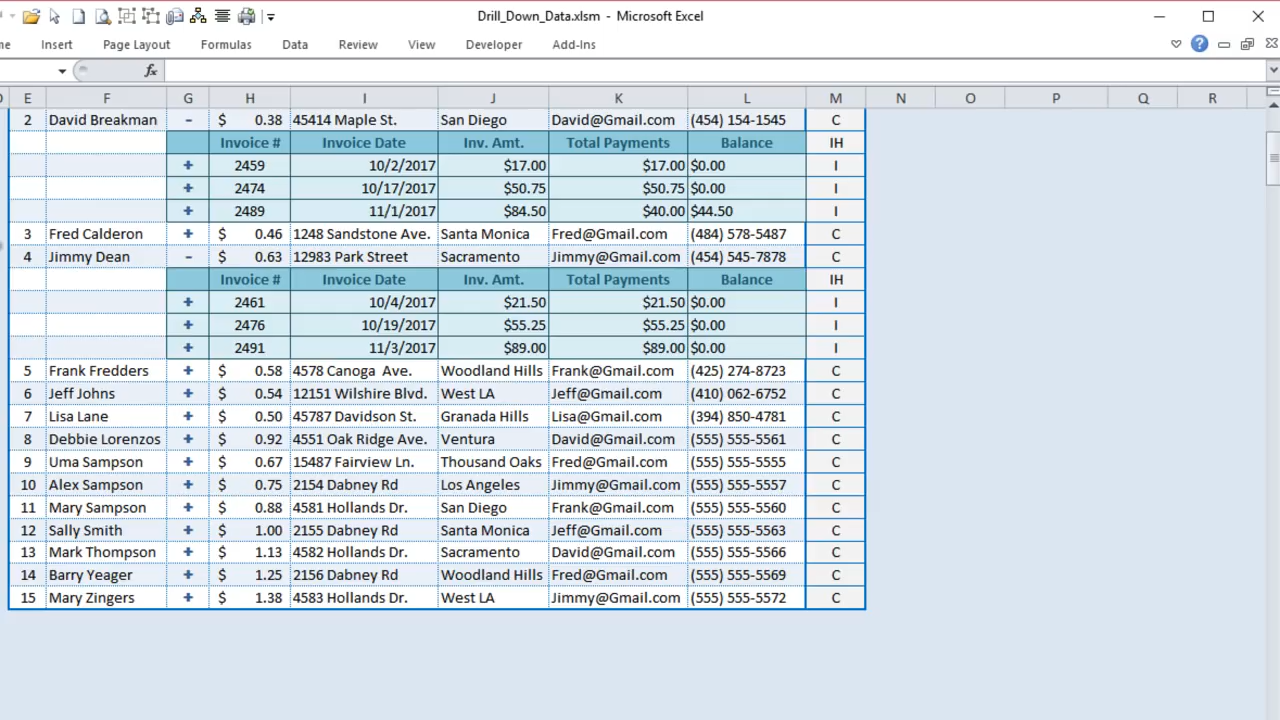 Drill_Down_Data.xlsm - Microsoft Excel
me Insert Page Layout Formulas Data Review View Developer Add-Ins
fx
E F G H I J K L M N O P Q R
2 David Breakman - $ 0.38 45414 Maple St. San Diego David@Gmail.com (454) 154-1545 C
Invoice # Invoice Date Inv. Amt. Total Payments Balance IH
+ 2459 10/2/2017 $17.00 $17.00 $0.00 I
+ 2474 10/17/2017 $50.75 $50.75 $0.00 I
+ 2489 11/1/2017 $84.50 $40.00 $44.50 I
3 Fred Calderon + $ 0.46 1248 Sandstone Ave. Santa Monica Fred@Gmail.com (484) 578-5487 C
4 Jimmy Dean - $ 0.63 12983 Park Street Sacramento Jimmy@Gmail.com (454) 545-7878 C
Invoice # Invoice Date Inv. Amt. Total Payments Balance IH
+ 2461 10/4/2017 $21.50 $21.50 $0.00 I
+ 2476 10/19/2017 $55.25 $55.25 $0.00 I
+ 2491 11/3/2017 $89.00 $89.00 $0.00 I
5 Frank Fredders + $ 0.58 4578 Canoga  Ave. Woodland Hills Frank@Gmail.com (425) 274-8723 C
6 Jeff Johns + $ 0.54 12151 Wilshire Blvd. West LA Jeff@Gmail.com (410) 062-6752 C
7 Lisa Lane + $ 0.50 45787 Davidson St. Granada Hills Lisa@Gmail.com (394) 850-4781 C
8 Debbie Lorenzos + $ 0.92 4551 Oak Ridge Ave. Ventura David@Gmail.com (555) 555-5561 C
9 Uma Sampson + $ 0.67 15487 Fairview Ln. Thousand Oaks Fred@Gmail.com (555) 555-5555 C
10 Alex Sampson + $ 0.75 2154 Dabney Rd Los Angeles Jimmy@Gmail.com (555) 555-5557 C
11 Mary Sampson + $ 0.88 4581 Hollands Dr. San Diego Frank@Gmail.com (555) 555-5560 C
12 Sally Smith + $ 1.00 2155 Dabney Rd Santa Monica Jeff@Gmail.com (555) 555-5563 C
13 Mark Thompson + $ 1.13 4582 Hollands Dr. Sacramento David@Gmail.com (555) 555-5566 C
14 Barry Yeager + $ 1.25 2156 Dabney Rd Woodland Hills Fred@Gmail.com (555) 555-5569 C
15 Mary Zingers + $ 1.38 4583 Hollands Dr. West LA Jimmy@Gmail.com (555) 555-5572 C